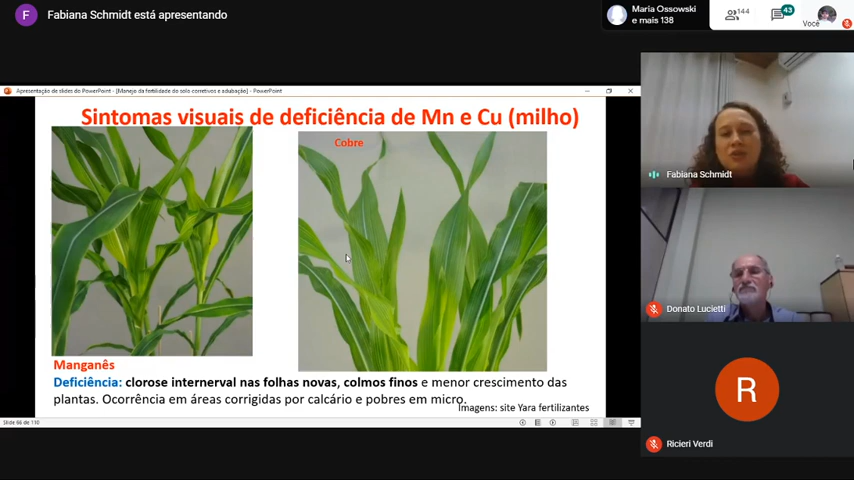 F
Fabiana Schmidt está apresentando
Maria Ossowski
e mais 138
144
43
Você
Apresentação de slides do PowerPoint - [Manejo da fertilidade do solo corretivos e adubação] - PowerPoint
Sintomas visuais de deficiência de Mn e Cu (milho)
Cobre
Manganês
Deficiência: clorose internerval nas folhas novas, colmos finos e menor crescimento das
plantas. Ocorrência em áreas corrigidas por calcário e pobres em micro.
Imagens: site Yara fertilizantes
Slide 66 de 110
Fabiana Schmidt
Donato Lucietti
R
Ricieri Verdi